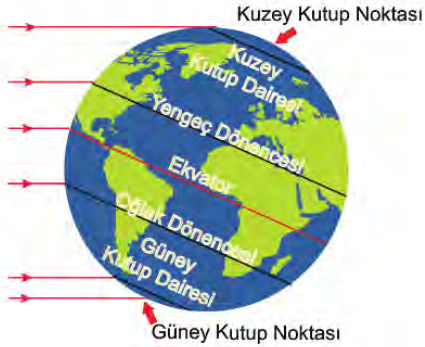 Kuzey Kutup Noktası
Kuzey
Kutup Dairesi
Yengeç Dönencesi
Ekvator
Oğlak Dönencesi
Güney
Kutup Dairesi
Güney Kutup Noktası